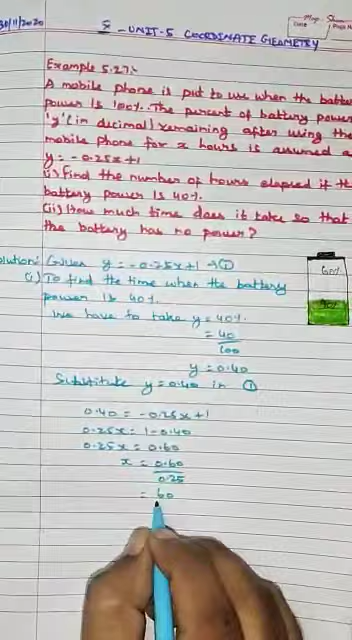 30/11/2020
5 - UNIT-5 COORDINATE GEOMETRY
Example 5.27:-
A mobile phone is put to use when the batter
power is 100%. The percent of battery power
'y' (in decimal) remaining after using the
mobile phone for x hours is assumed a
y = -0.25x+1
(i) Find the number of hours elapsed if the
battery power is 40%.
(ii) How much time does it take so that
the battery has no power?
Solution: Given y = -0.25x+1 → ①
(i) To find the time when the battery
power is 40%.
We have to take y = 40%.
= 40
100
y = 0.40
Substitute y = 0.40 in ①
0.40 = -0.25x+1
0.25x = 1-0.40
0.25x = 0.60
x = 0.60
0.25
= 60
60%
40%